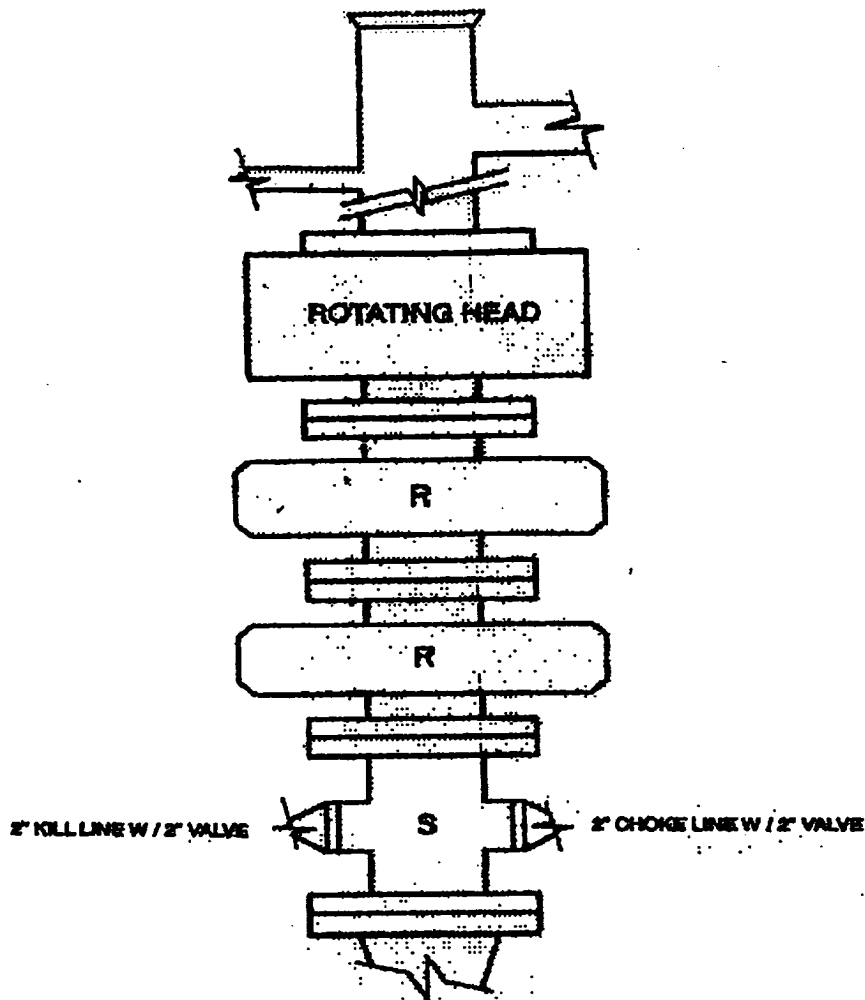 ROTATING HEAD
R
R
2" KILL LINE W / 2" VALVE
S
2" CHOKE LINE W / 2" VALVE